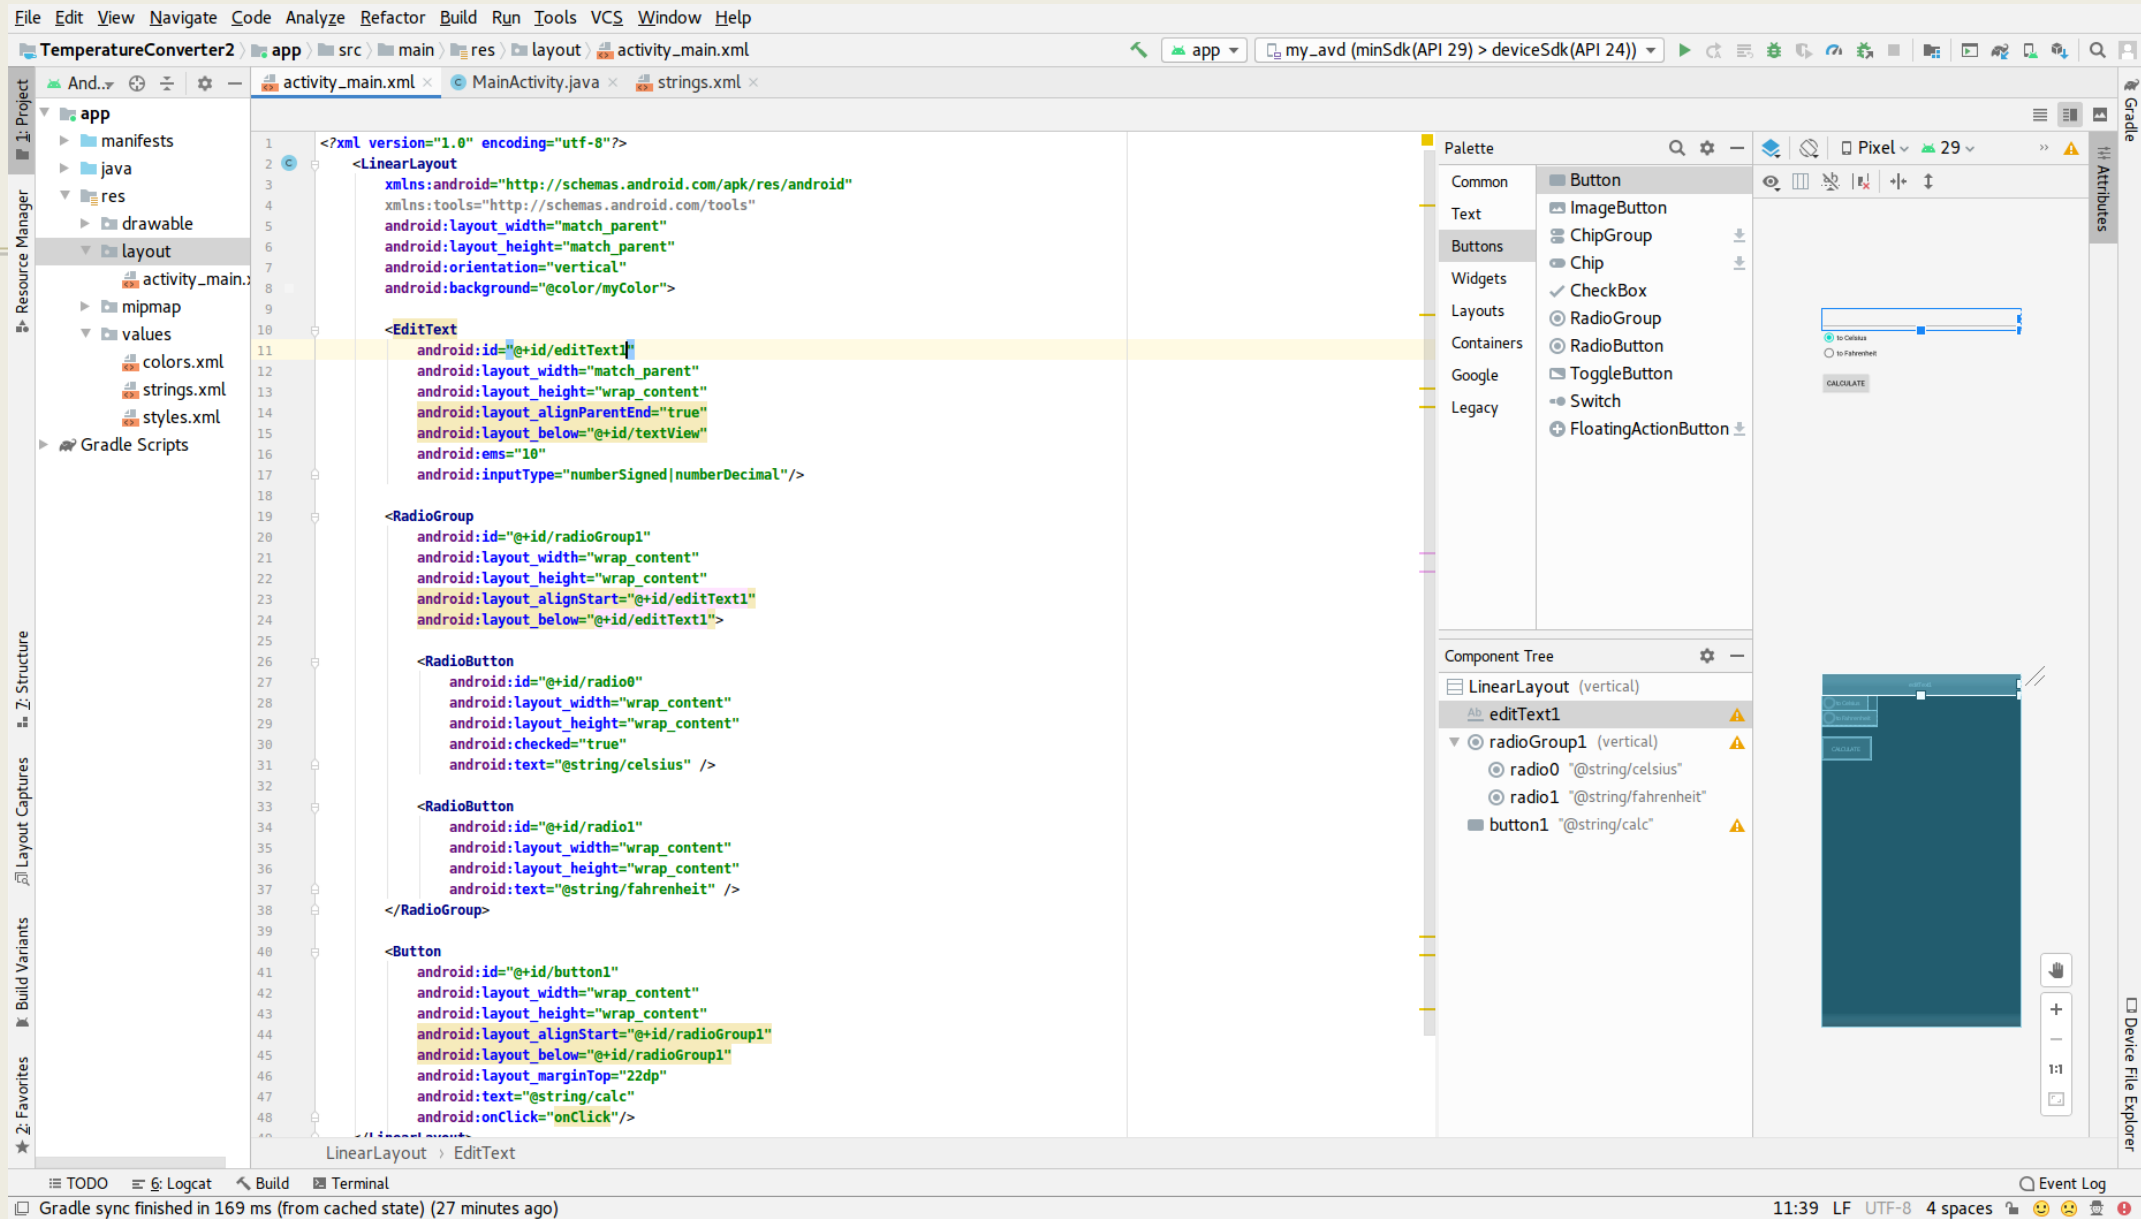 File Edit View Navigate Code Analyze Refactor Build Run Tools VCS Window Help
TemperatureConverter2 app src main res layout activity_main.xml
app my_avd (minSdk(API 29) > deviceSdk(API 24))
And..
activity_main.xml MainActivity.java strings.xml
1: Project
Resource Manager
7: Structure
Layout Captures
Build Variants
2: Favorites
app
manifests
java
res
drawable
layout
activity_main.
mipmap
values
colors.xml
strings.xml
styles.xml
Gradle Scripts
1 <?xml version="1.0" encoding="utf-8"?>
2 <LinearLayout
3 xmlns:android="http://schemas.android.com/apk/res/android"
4 xmlns:tools="http://schemas.android.com/tools"
5 android:layout_width="match_parent"
6 android:layout_height="match_parent"
7 android:orientation="vertical"
8 android:background="@color/myColor">
9
10 <EditText
11 android:id="@+id/editText1"
12 android:layout_width="match_parent"
13 android:layout_height="wrap_content"
14 android:layout_alignParentEnd="true"
15 android:layout_below="@+id/textView"
16 android:ems="10"
17 android:inputType="numberSigned|numberDecimal"/>
18
19 <RadioGroup
20 android:id="@+id/radioGroup1"
21 android:layout_width="wrap_content"
22 android:layout_height="wrap_content"
23 android:layout_alignStart="@+id/editText1"
24 android:layout_below="@+id/editText1">
25
26 <RadioButton
27 android:id="@+id/radio0"
28 android:layout_width="wrap_content"
29 android:layout_height="wrap_content"
30 android:checked="true"
31 android:text="@string/celsius" />
32
33 <RadioButton
34 android:id="@+id/radio1"
35 android:layout_width="wrap_content"
36 android:layout_height="wrap_content"
37 android:text="@string/fahrenheit" />
38 </RadioGroup>
39
40 <Button
41 android:id="@+id/button1"
42 android:layout_width="wrap_content"
43 android:layout_height="wrap_content"
44 android:layout_alignStart="@+id/radioGroup1"
45 android:layout_below="@+id/radioGroup1"
46 android:layout_marginTop="22dp"
47 android:text="@string/calc"
48 android:onClick="onClick"/>
49 </LinearLayout>
LinearLayout › EditText
Palette
Common
Text
Buttons
Widgets
Layouts
Containers
Google
Legacy
Button
ImageButton
ChipGroup
Chip
CheckBox
RadioGroup
RadioButton
ToggleButton
Switch
FloatingActionButton
Component Tree
LinearLayout (vertical)
Ab editText1
radioGroup1 (vertical)
radio0 "@string/celsius"
radio1 "@string/fahrenheit"
button1 "@string/calc"
Pixel 29 »
to Celsius
to Fahrenheit
CALCULATE
to Celsius
to Fahrenheit
CALCULATE
1:1
Gradle
Attributes
Device File Explorer
TODO 6: Logcat Build Terminal Event Log
Gradle sync finished in 169 ms (from cached state) (27 minutes ago) 11:39 LF UTF-8 4 spaces